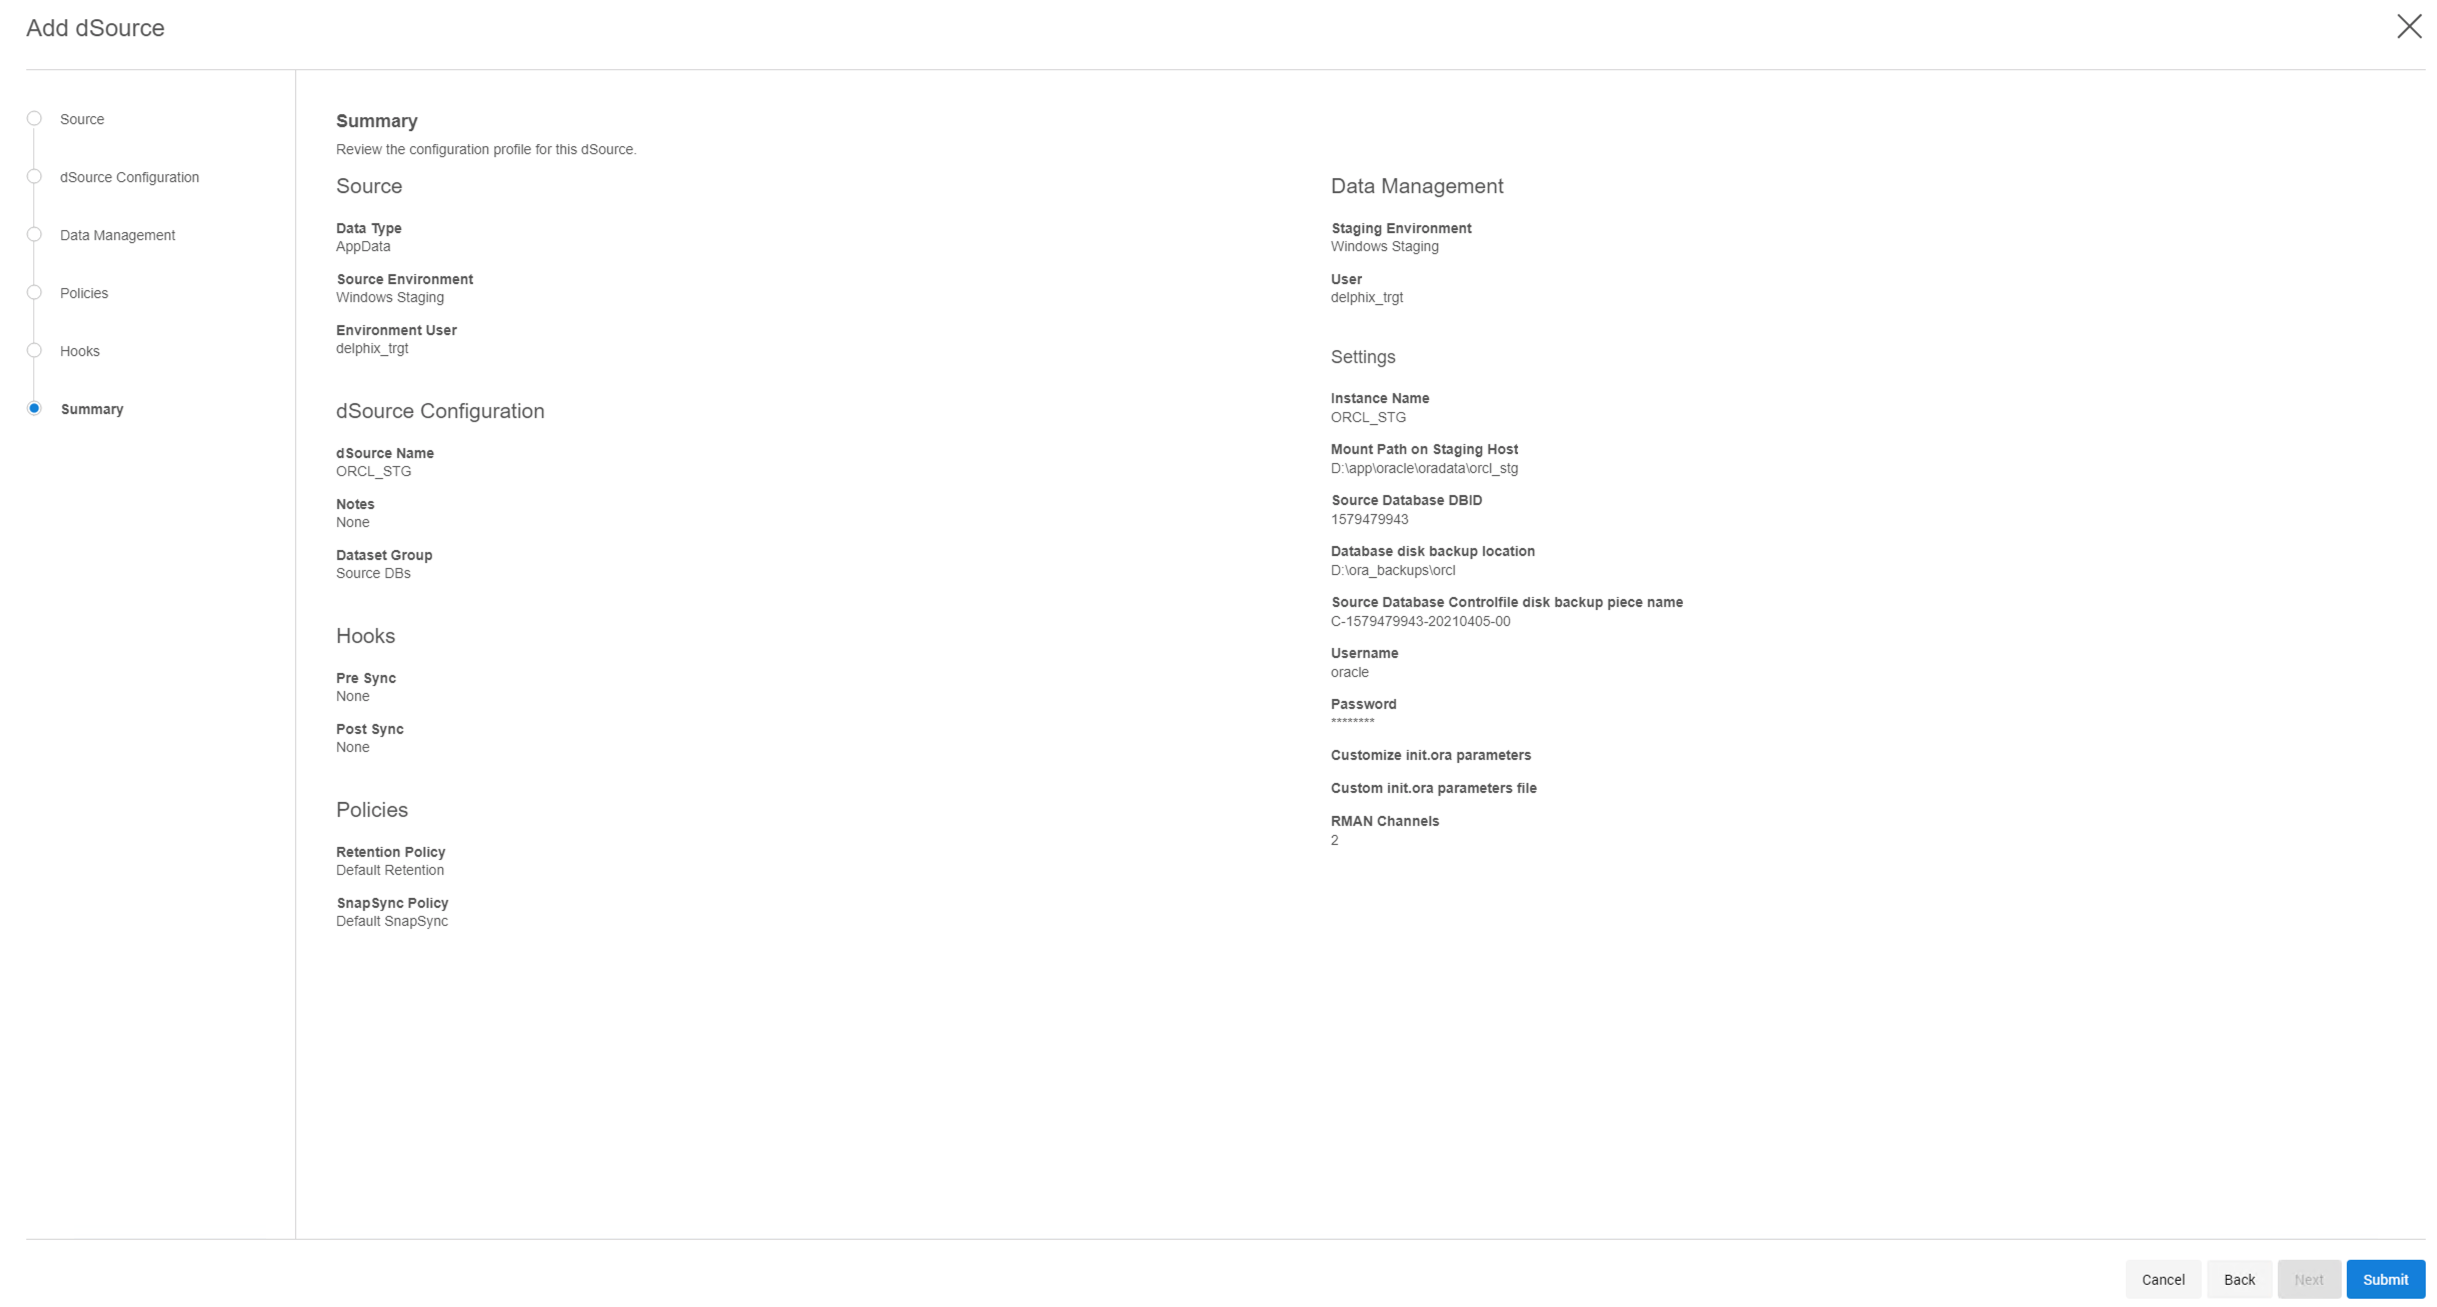 Add dSource
Source
dSource Configuration
Data Management
Policies
Hooks
Summary
Summary
Review the configuration profile for this dSource.
Source
Data Type
AppData
Source Environment
Windows Staging
Environment User
delphix_trgt
dSource Configuration
dSource Name
ORCL_STG
Notes
None
Dataset Group
Source DBs
Hooks
Pre Sync
None
Post Sync
None
Policies
Retention Policy
Default Retention
SnapSync Policy
Default SnapSync
Data Management
Staging Environment
Windows Staging
User
delphix_trgt
Settings
Instance Name
ORCL_STG
Mount Path on Staging Host
D:\app\oracle\oradata\orcl_stg
Source Database DBID
1579479943
Database disk backup location
D:\ora_backups\orcl
Source Database Controlfile disk backup piece name
C-1579479943-20210405-00
Username
oracle
Password
********
Customize init.ora parameters
Custom init.ora parameters file
RMAN Channels
2
Cancel
Back
Next
Submit